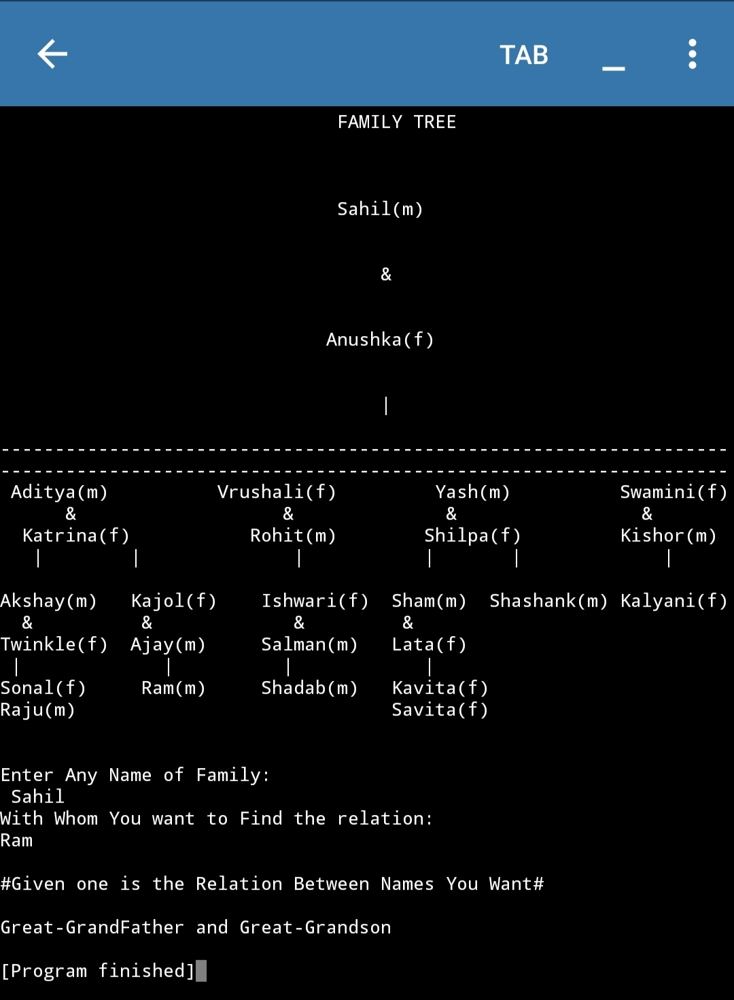 TAB _
FAMILY TREE
Sahil(m)
&
Anushka(f)
|
-------------------------------------------------------------------
-------------------------------------------------------------------
Aditya(m) Vrushali(f) Yash(m) Swamini(f)
& & & &
Katrina(f) Rohit(m) Shilpa(f) Kishor(m)
| | | | | |
Akshay(m) Kajol(f) Ishwari(f) Sham(m) Shashank(m) Kalyani(f)
& & & &
Twinkle(f) Ajay(m) Salman(m) Lata(f)
| | | |
Sonal(f) Ram(m) Shadab(m) Kavita(f)
Raju(m) Savita(f)
Enter Any Name of Family:
Sahil
With Whom You want to Find the relation:
Ram
#Given one is the Relation Between Names You Want#
Great-GrandFather and Great-Grandson
[Program finished]